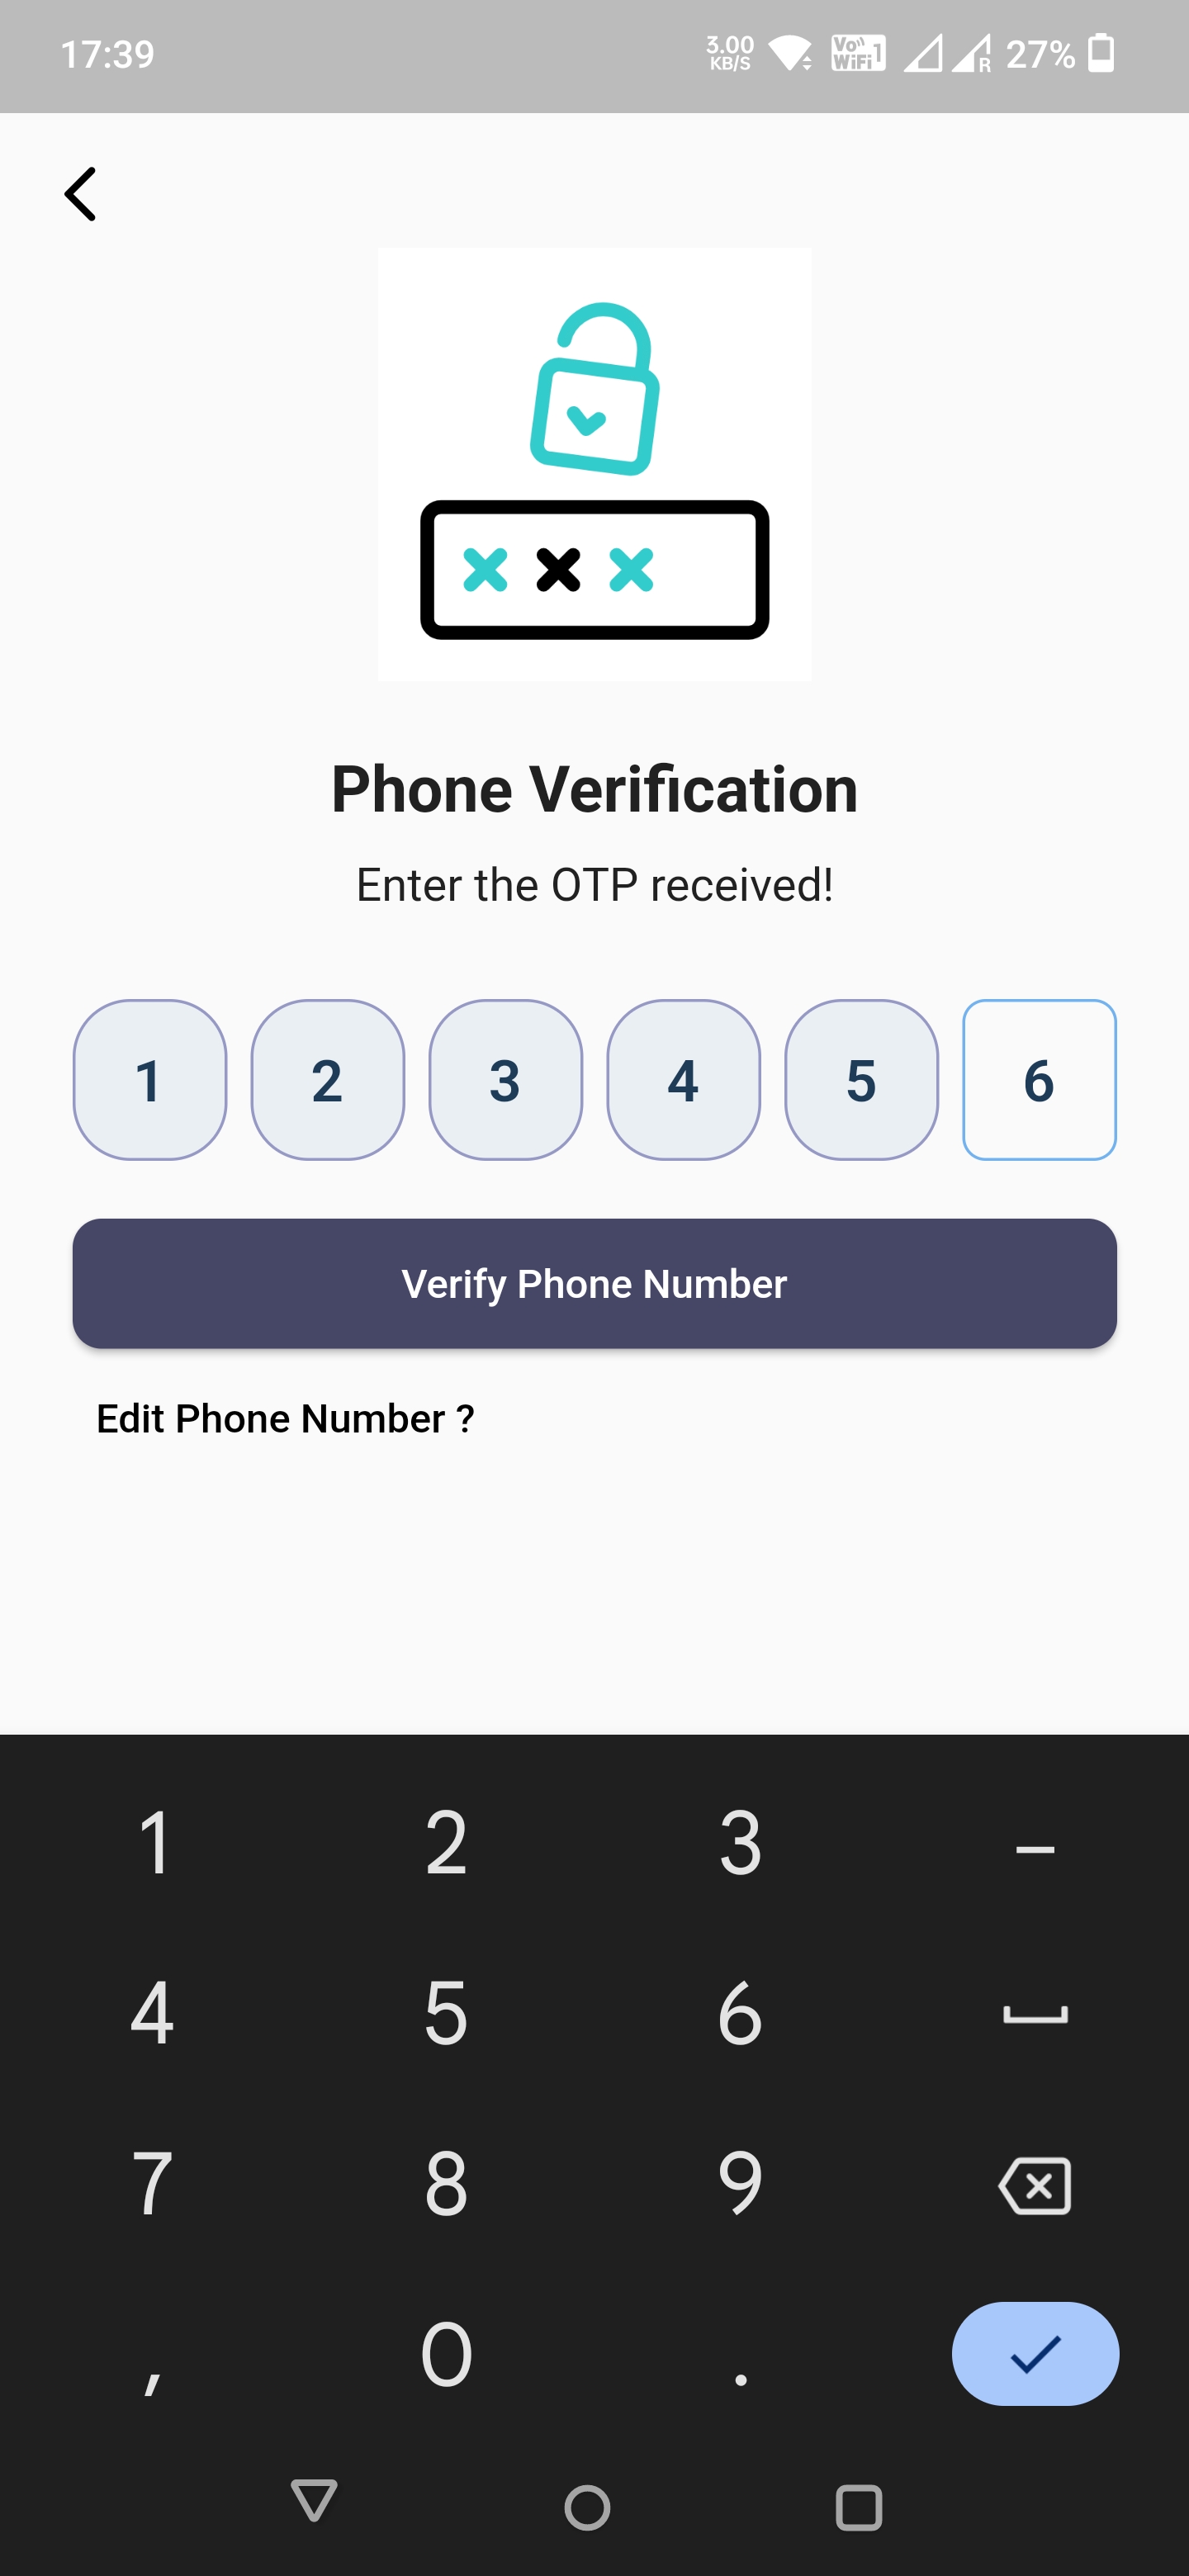 17:39
3.00 KB/S Vo WiFi 1 R 27%
Phone Verification
Enter the OTP received!
1 2 3 4 5 6
Verify Phone Number
Edit Phone Number ?
1 2 3 –
4 5 6
7 8 9
, 0 .